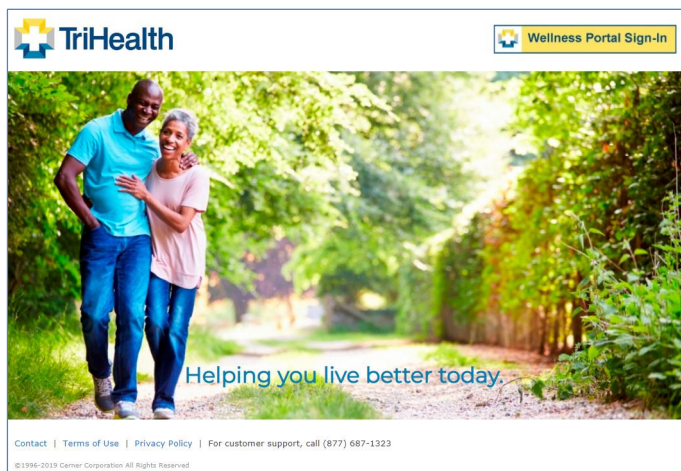 TriHealth
Wellness Portal Sign-In
Helping you live better today.
Contact | Terms of Use | Privacy Policy | For customer support, call (877) 687-1323
©1996-2019 Cerner Corporation All Rights Reserved